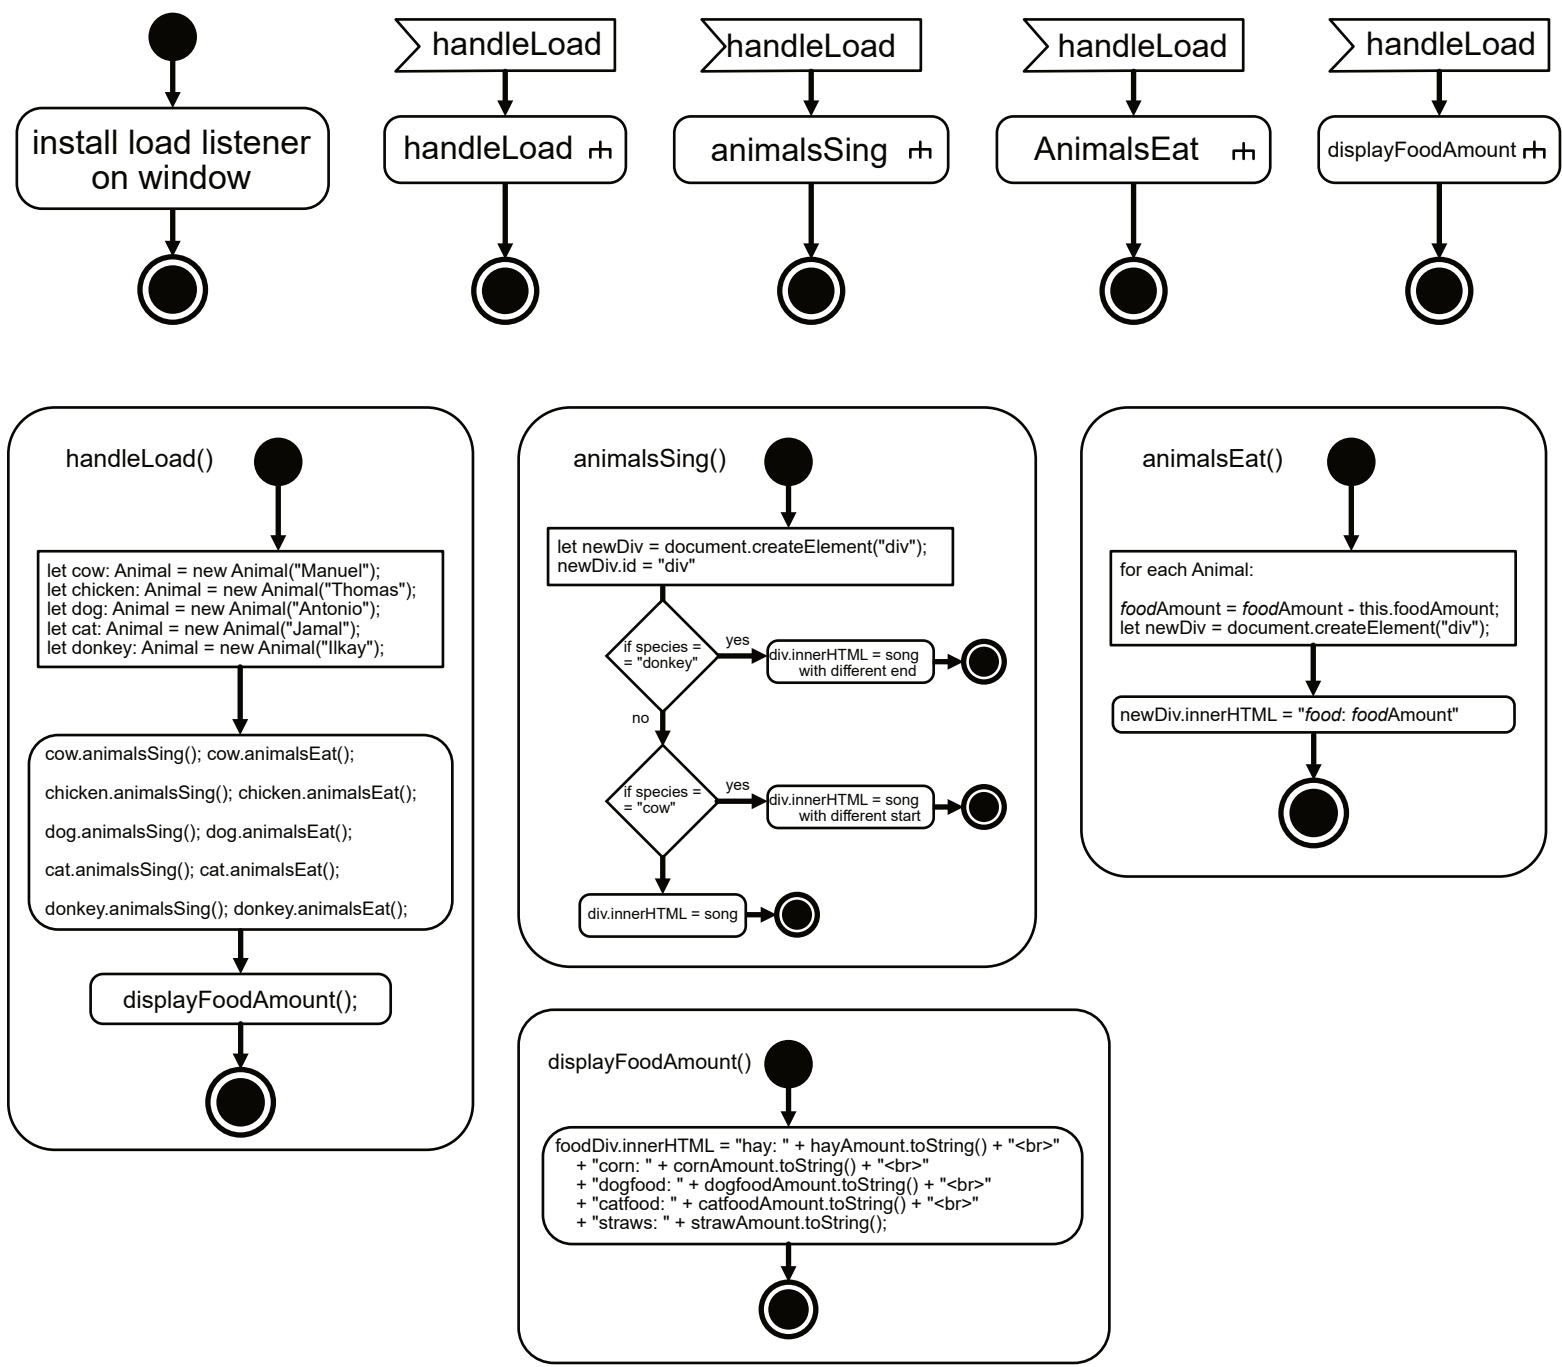 install load listener
on window
handleLoad
handleLoad
handleLoad
animalsSing
handleLoad
AnimalsEat
handleLoad
displayFoodAmount
handleLoad()
let cow: Animal = new Animal("Manuel");
let chicken: Animal = new Animal("Thomas");
let dog: Animal = new Animal("Antonio");
let cat: Animal = new Animal("Jamal");
let donkey: Animal = new Animal("Ilkay");
cow.animalsSing(); cow.animalsEat();
chicken.animalsSing(); chicken.animalsEat();
dog.animalsSing(); dog.animalsEat();
cat.animalsSing(); cat.animalsEat();
donkey.animalsSing(); donkey.animalsEat();
displayFoodAmount();
animalsSing()
let newDiv = document.createElement("div");
newDiv.id = "div"
if species =
= "donkey"
yes
div.innerHTML = song
with different end
no
if species =
= "cow"
yes
div.innerHTML = song
with different start
div.innerHTML = song
animalsEat()
for each Animal:
foodAmount = foodAmount - this.foodAmount;
let newDiv = document.createElement("div");
newDiv.innerHTML = "food: foodAmount"
displayFoodAmount()
foodDiv.innerHTML = "hay: " + hayAmount.toString() + "<br>"
+ "corn: " + cornAmount.toString() + "<br>"
+ "dogfood: " + dogfoodAmount.toString() + "<br>"
+ "catfood: " + catfoodAmount.toString() + "<br>"
+ "straws: " + strawAmount.toString();